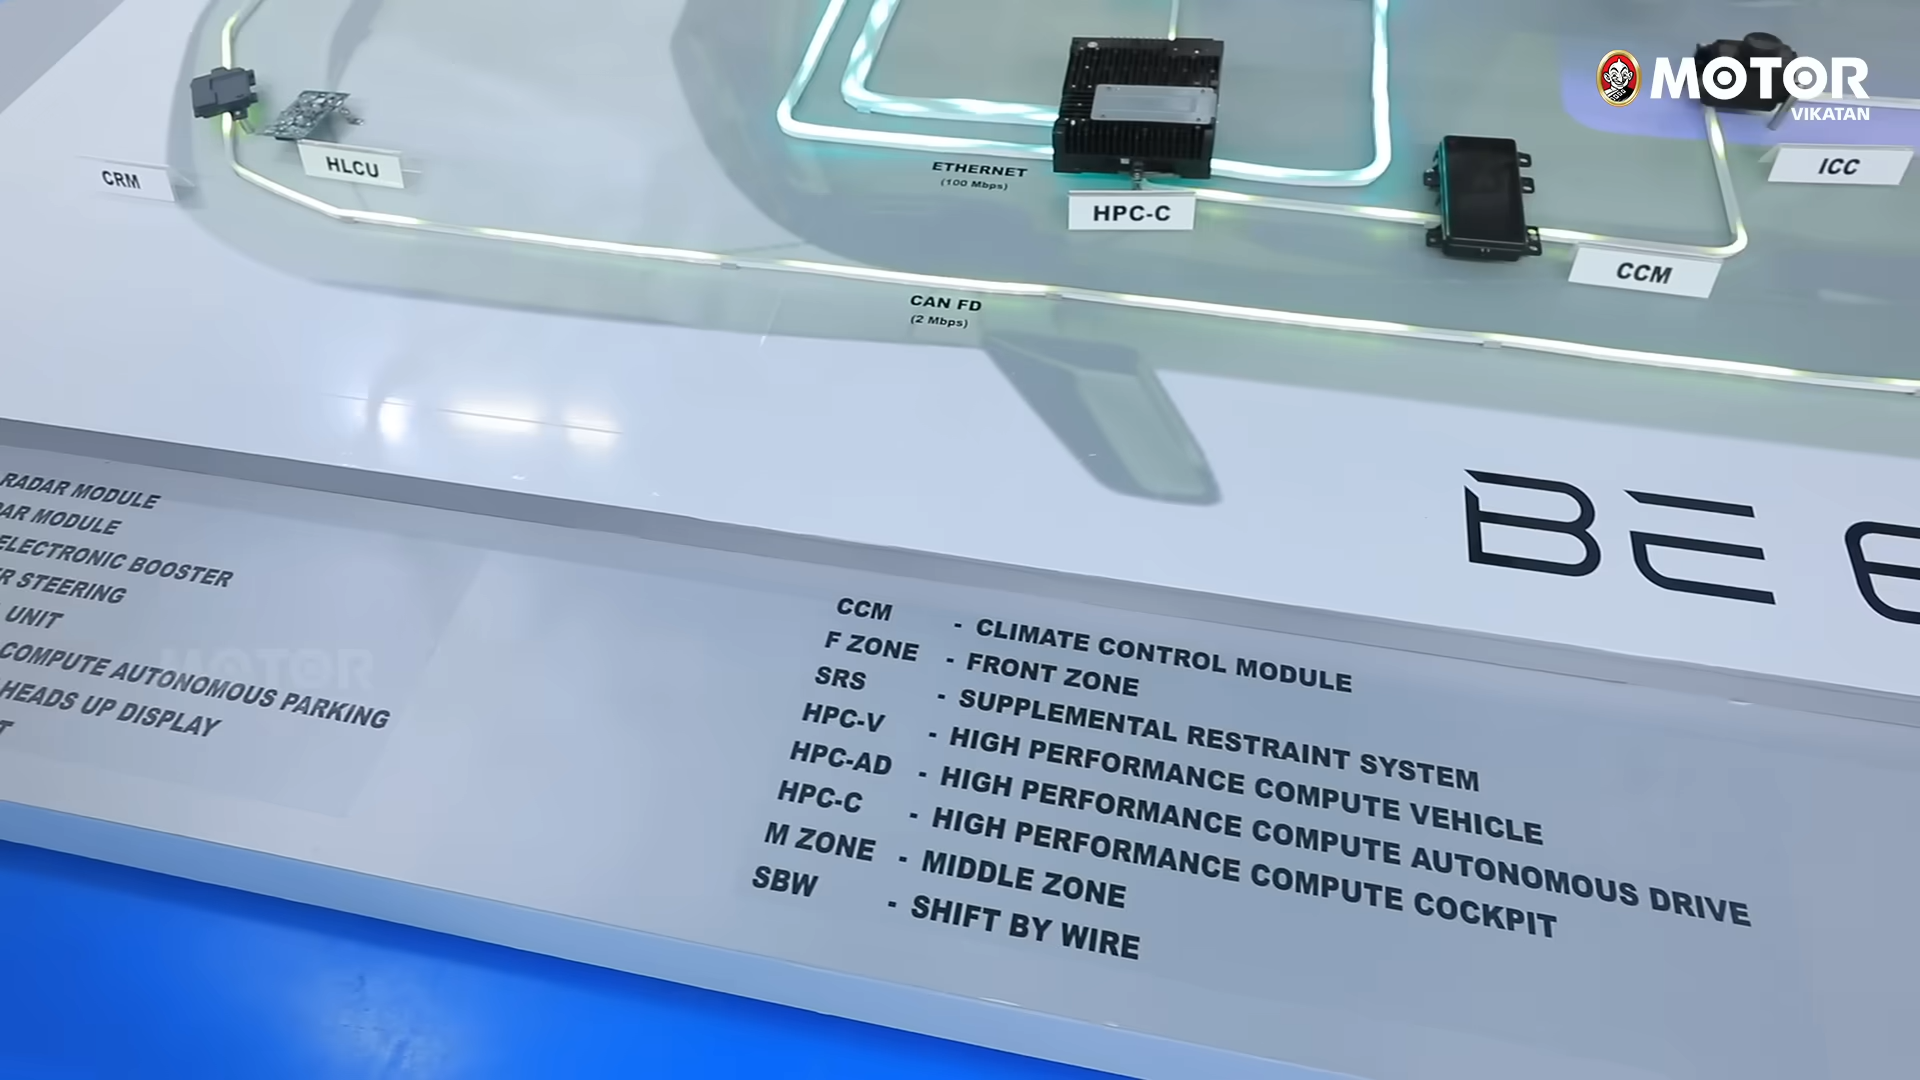 MOTOR
VIKATAN
CRM
HLCU
ETHERNET
(100 Mbps)
HPC-C
CCM
ICC
CAN FD
(2 Mbps)
BE
RADAR MODULE
MODULE
ELECTRONIC BOOSTER
STEERING
UNIT
COMPUTE AUTONOMOUS PARKING
HEADS UP DISPLAY
MOTOR
CCM - CLIMATE CONTROL MODULE
F ZONE - FRONT ZONE
SRS - SUPPLEMENTAL RESTRAINT SYSTEM
HPC-V - HIGH PERFORMANCE COMPUTE VEHICLE
HPC-AD - HIGH PERFORMANCE COMPUTE AUTONOMOUS DRIVE
HPC-C - HIGH PERFORMANCE COMPUTE COCKPIT
M ZONE - MIDDLE ZONE
SBW - SHIFT BY WIRE